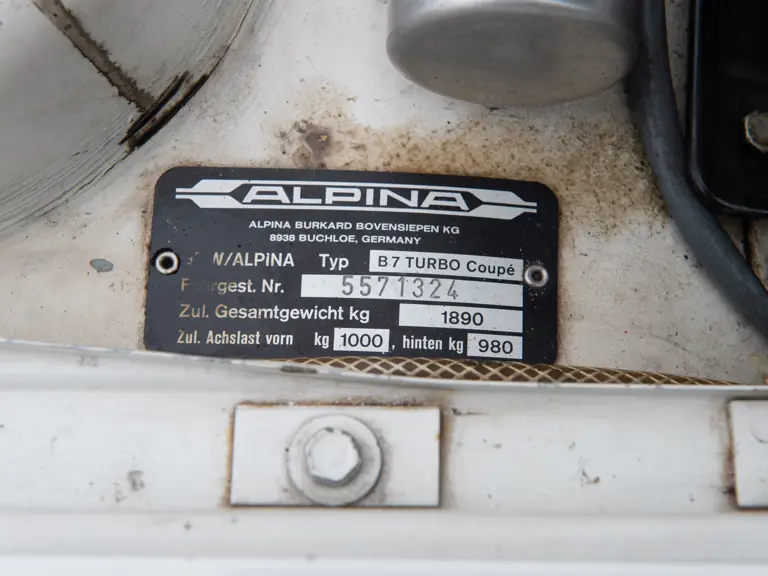 ALPINA
ALPINA BURKARD BOVENSIEPEN KG
8938 BUCHLOE, GERMANY
W/ALPINA Typ B7 TURBO Coupé
gest. Nr. 5571324
Zul. Gesamtgewicht kg 1890
Zul. Achslast vorn kg 1000, hinten kg 980